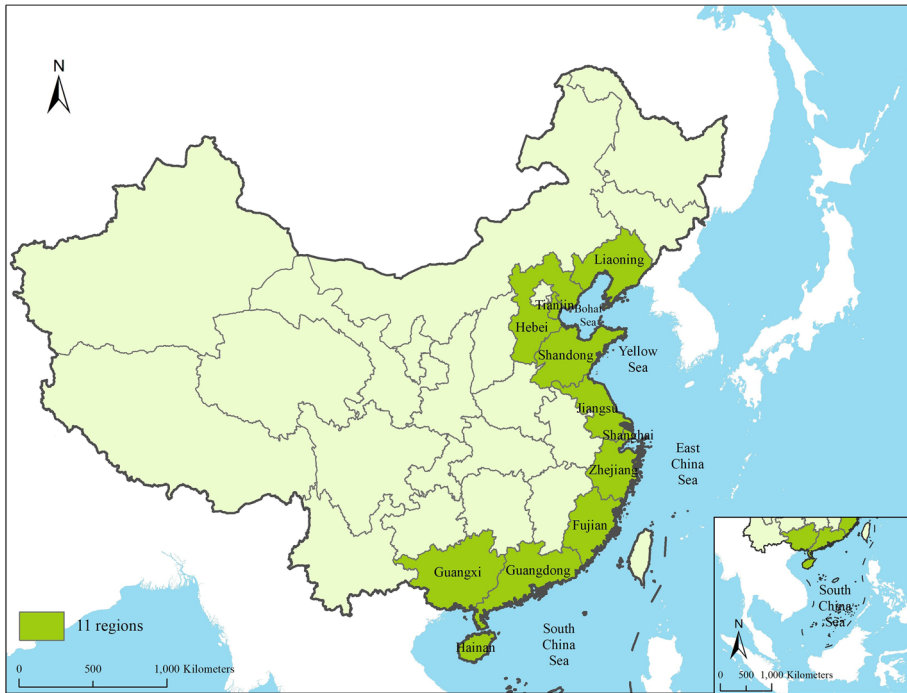 N
Liaoning
Tianjin
Bohai
Sea
Hebei
Shandong
Yellow
Sea
Jiangsu
Shanghai
East
China
Sea
Zhejiang
Fujian
Guangxi
Guangdong
Hainan
South
China
Sea
11 regions
0 500 1,000 Kilometers
South
China
Sea
N
0 500 1,000 Kilometers